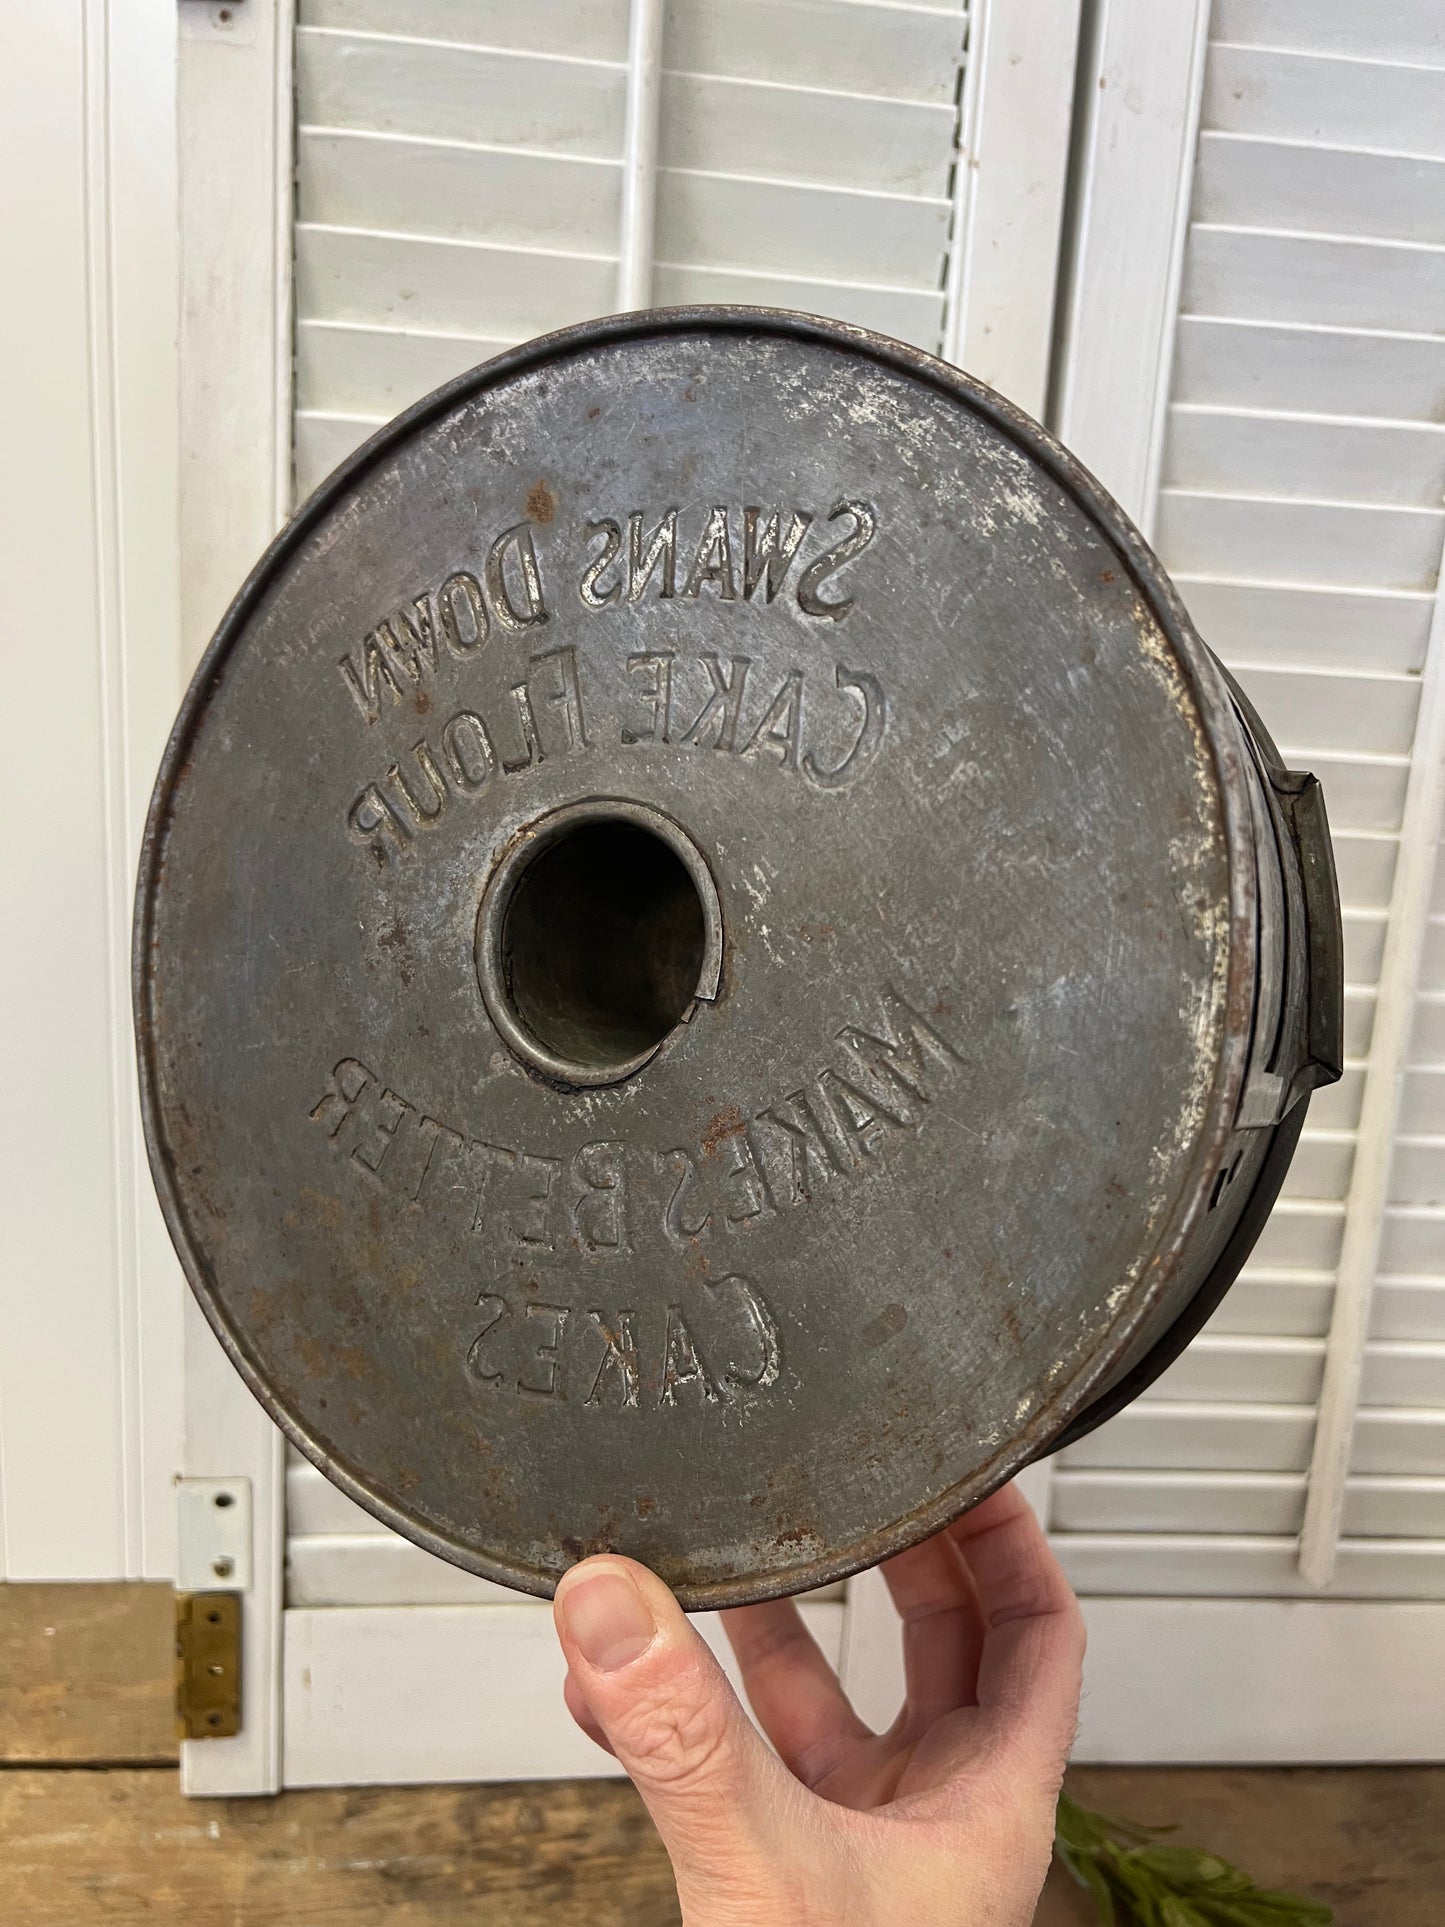 SWANS DOWN
CAKE FLOUR
MAKES BETTER
CAKES